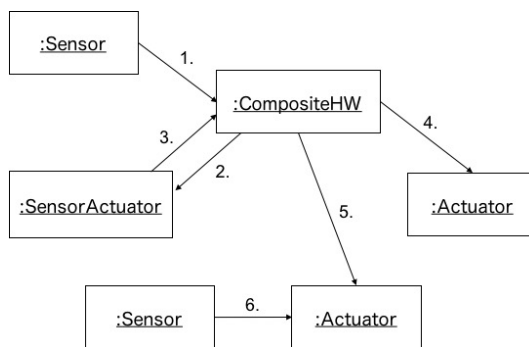 :Sensor
1.
:CompositeHW
3.
4.
2.
:SensorActuator
:Actuator
5.
6.
:Sensor
:Actuator